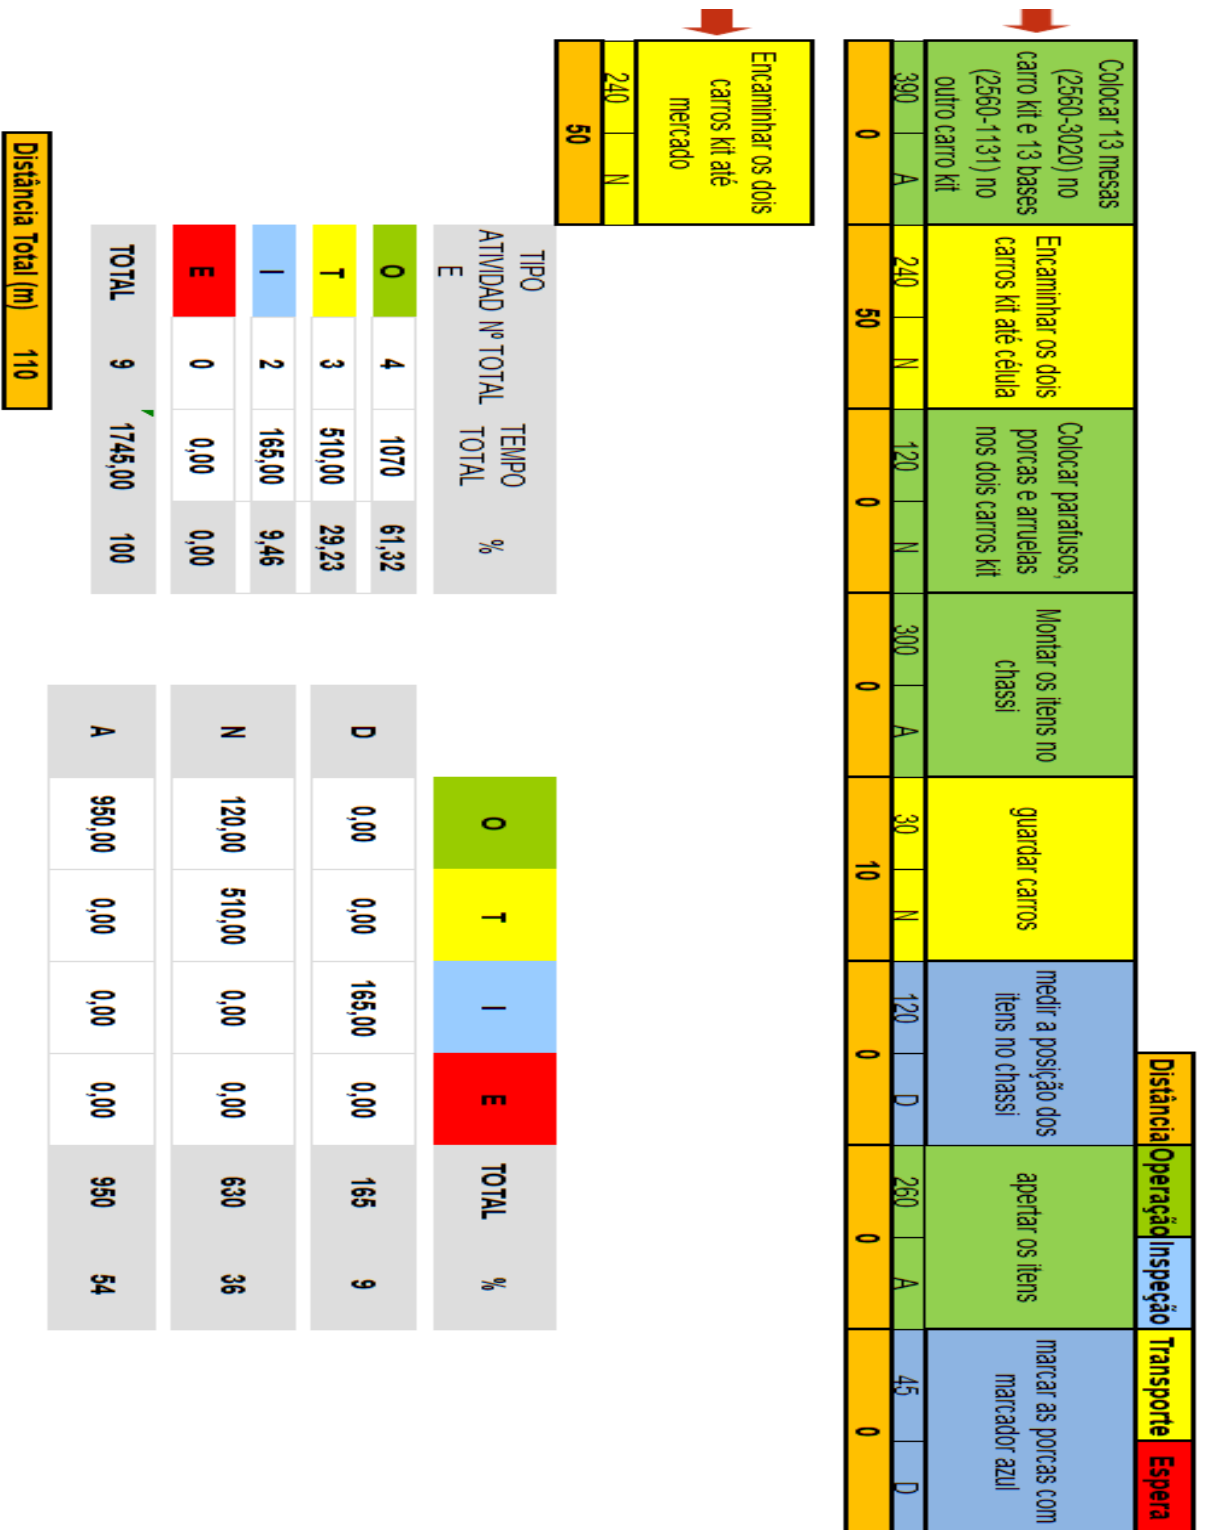 Distância Operação Inspeção Transporte Espera
Colocar 13 mesas
(2560-3020) no
carro kit e 13 bases
(2560-1131) no
outro carro kit
390 A
0
Encaminhar os dois
carros kit até célula
240 N
50
Colocar parafusos,
porcas e arruelas
nos dois carros kit
120 N
0
Montar os itens no
chassi
300 A
0
guardar carros
30 N
10
medir a posição dos
itens no chassi
120 D
0
apertar os itens
260 A
0
marcar as porcas com
marcador azul
45 D
0
Encaminhar os dois
carros kit até
mercado
240 N
50
TIPO
ATIVIDAD
E
Nº TOTAL
TEMPO
TOTAL
%
O 4 1070 61,32
T 3 510,00 29,23
I 2 165,00 9,46
E 0 0,00 0,00
TOTAL 9 1745,00 100
O T I E TOTAL %
D 0,00 0,00 165,00 0,00 165 9
N 120,00 510,00 0,00 0,00 630 36
A 950,00 0,00 0,00 0,00 950 54
Distância Total (m) 110